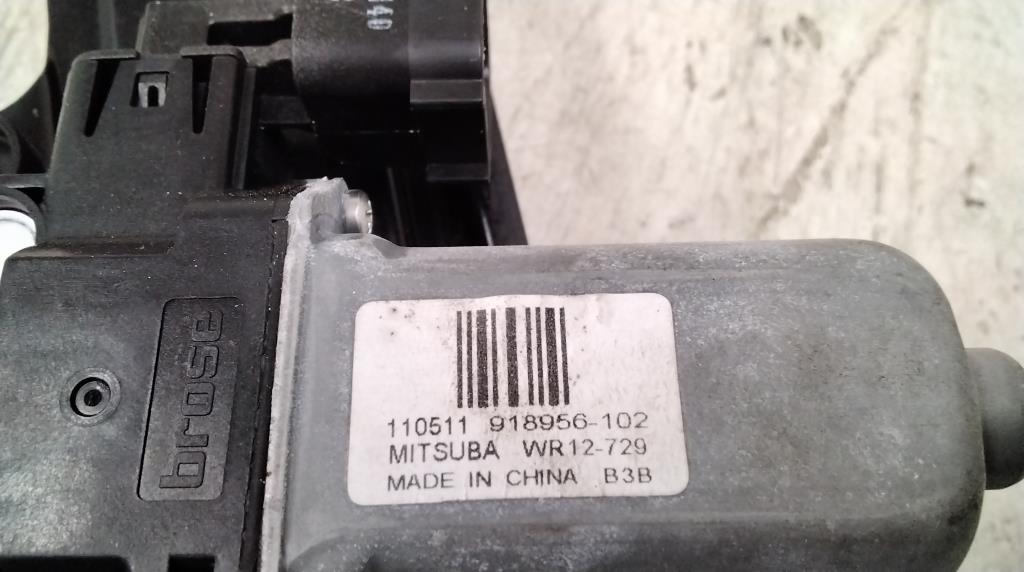 brose
110511 918956-102
MITSUBA WR12-729
MADE IN CHINA B3B